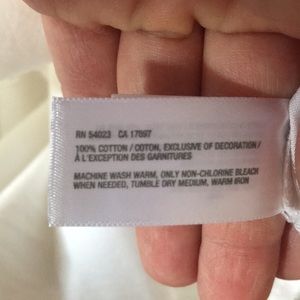 RN 54023 CA 17897
100% COTTON / COTON, EXCLUSIVE OF DECORATION /
À L'EXCEPTION DES GARNITURES
MACHINE WASH WARM, ONLY NON-CHLORINE BLEACH
WHEN NEEDED, TUMBLE DRY MEDIUM, WARM IRON